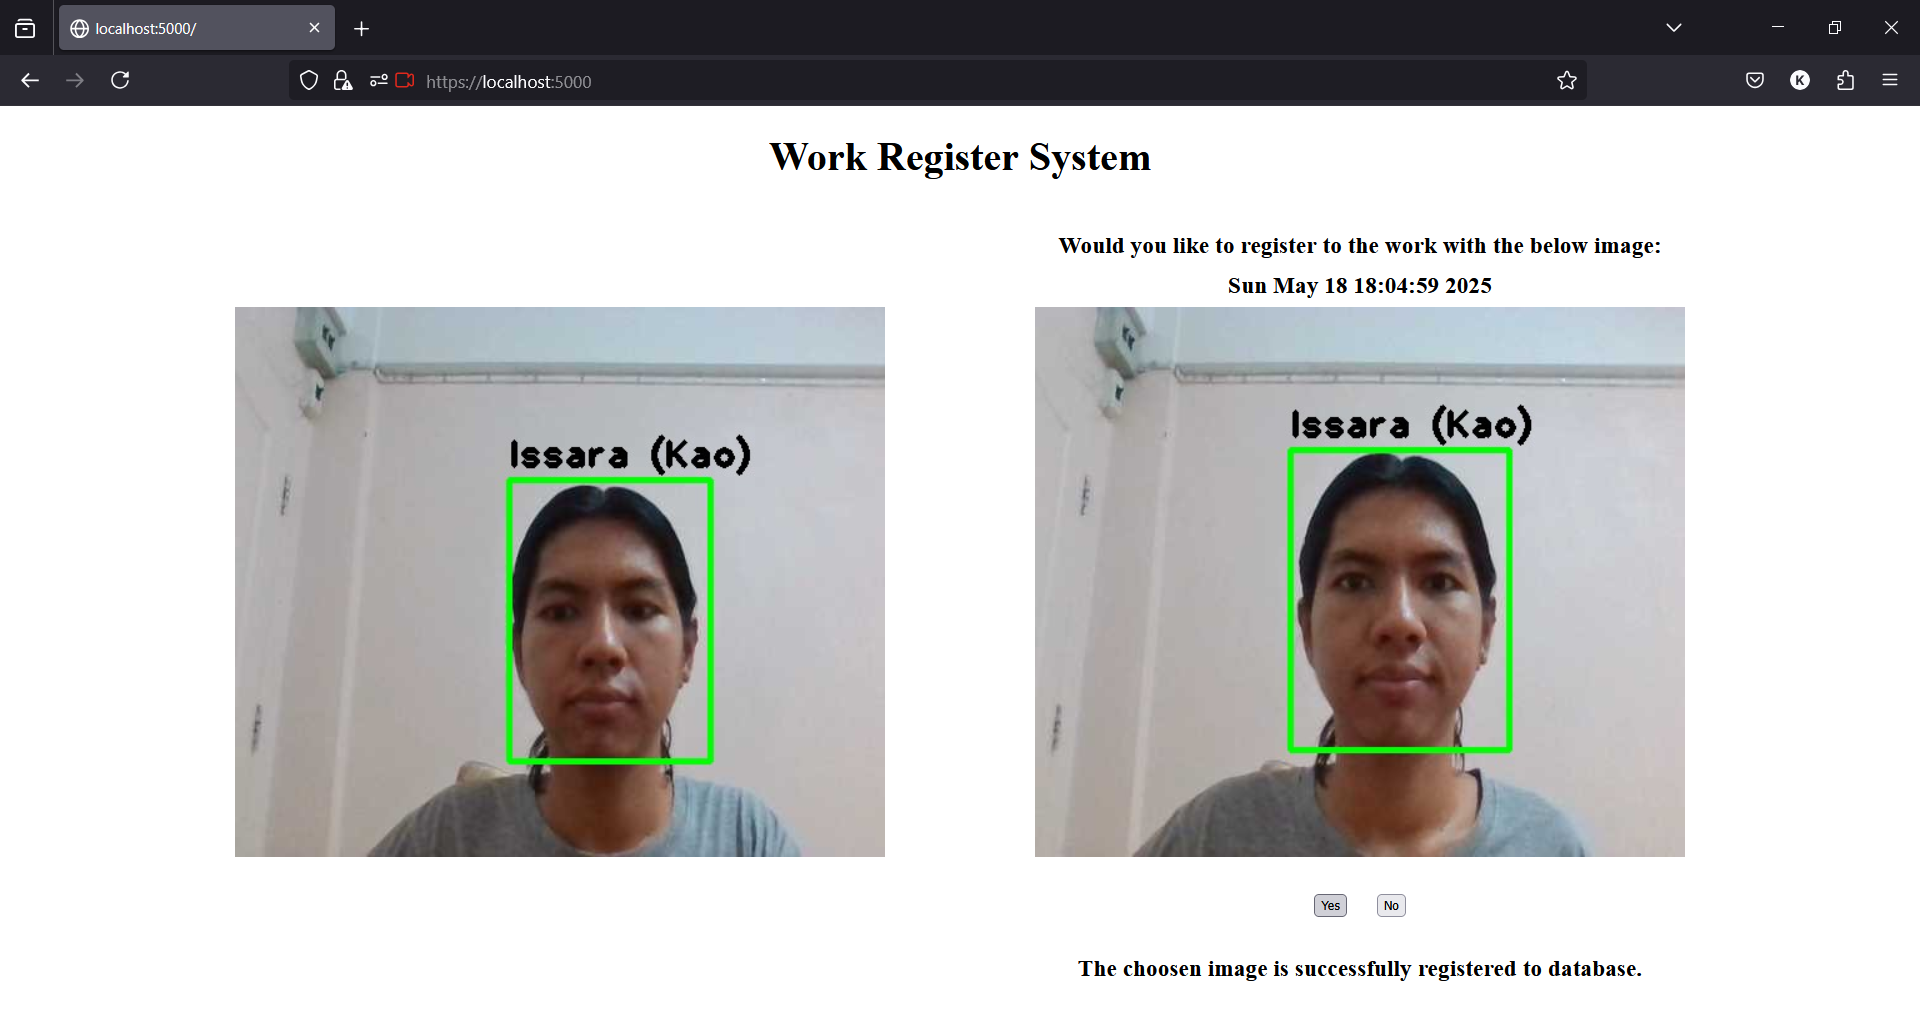 localhost:5000/
https://localhost:5000
K
Work Register System
Would you like to register to the work with the below image:
Sun May 18 18:04:59 2025
Issara (Kao)
Issara (Kao)
Yes No
The choosen image is successfully registered to database.